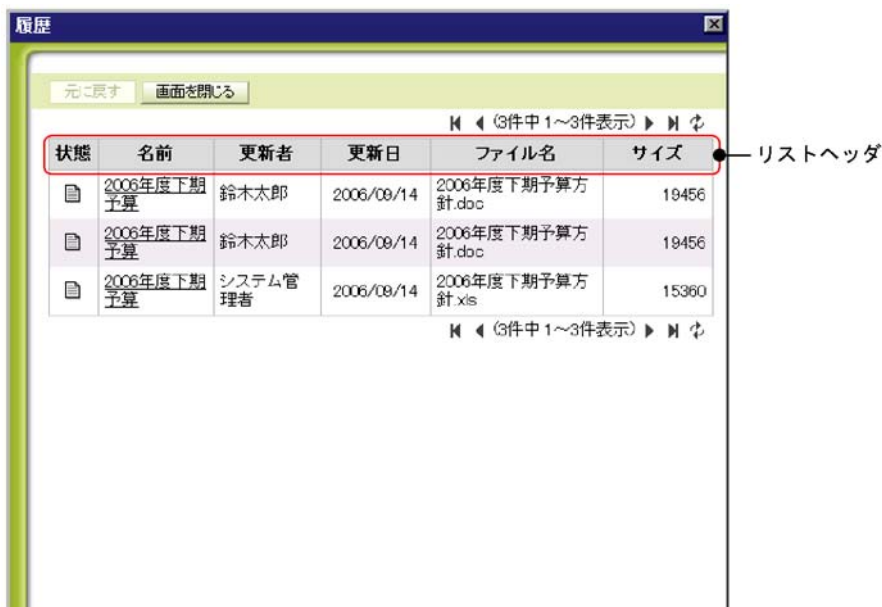 履歴
元に戻す 画面を閉じる
(3件中 1～3件表示)
状態 名前 更新者 更新日 ファイル名 サイズ
リストヘッダ
2006年度下期
予算
鈴木太郎
2006/09/14
2006年度下期予算方
針.doc
19456
2006年度下期
予算
鈴木太郎
2006/09/14
2006年度下期予算方
針.doc
19456
2006年度下期
予算
システム管
理者
2006/09/14
2006年度下期予算方
針.xls
15360
(3件中 1～3件表示)